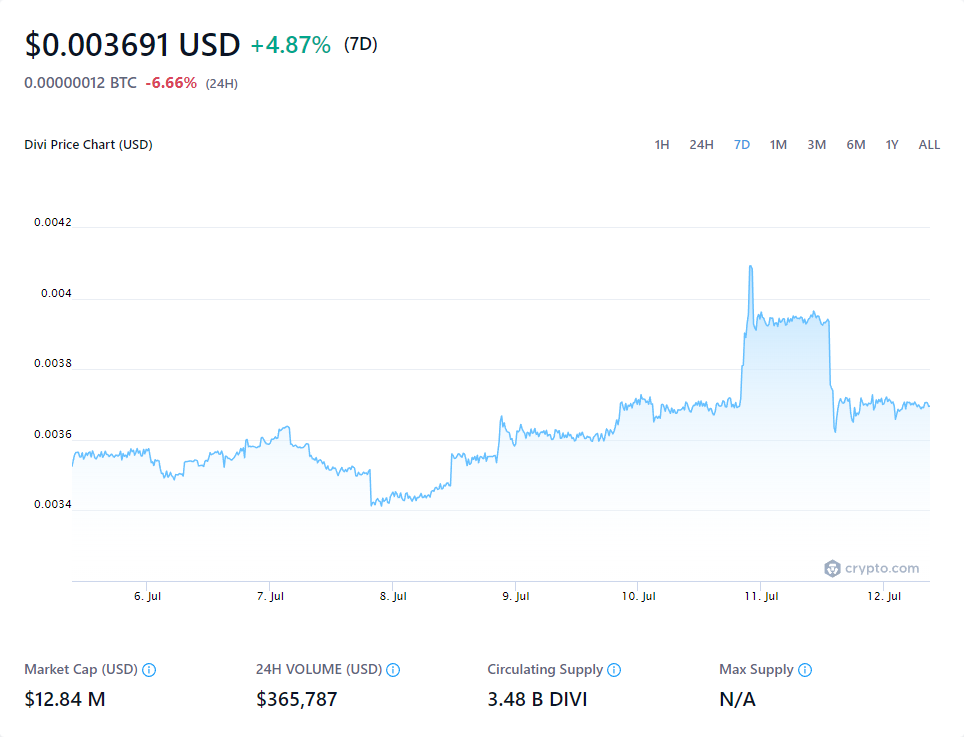 $0.003691 USD +4.87% (7D)
0.00000012 BTC -6.66% (24H)
Divi Price Chart (USD) 1H 24H 7D 1M 3M 6M 1Y ALL
0.0042
0.004
0.0038
0.0036
0.0034
crypto.com
6. Jul 7. Jul 8. Jul 9. Jul 10. Jul 11. Jul 12. Jul
Market Cap (USD) 24H VOLUME (USD) Circulating Supply Max Supply
$12.84 M $365,787 3.48 B DIVI N/A